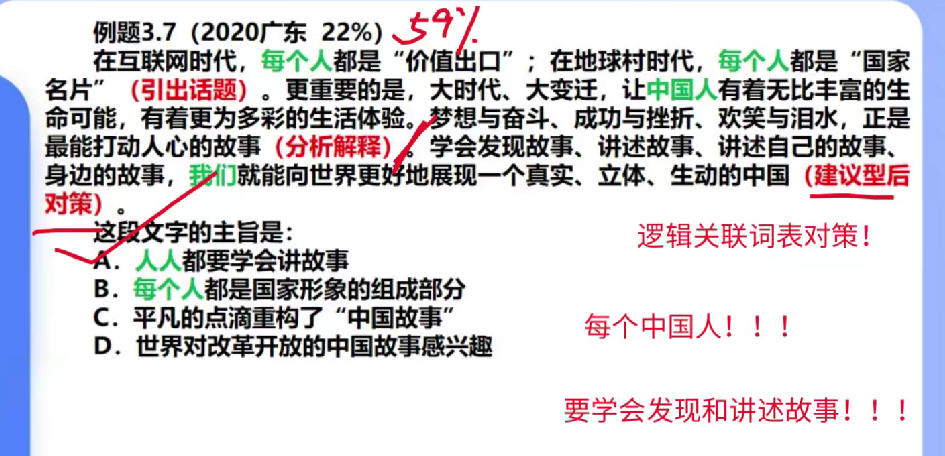 例题3.7（2020广东 22%）59%
在互联网时代，每个人都是“价值出口”；在地球村时代，每个人都是“国家
名片”（引出话题）。更重要的是，大时代、大变迁，让中国人有着无比丰富的生
命可能，有着更为多彩的生活体验。梦想与奋斗、成功与挫折、欢笑与泪水，正是
最能打动人心的故事（分析解释）。学会发现故事、讲述故事、讲述自己的故事、
身边的故事，我们就能向世界更好地展现一个真实、立体、生动的中国（建议型后
对策）。
这段文字的主旨是：
逻辑关联词表对策！
A．人人都要学会讲故事
B．每个人都是国家形象的组成部分
C．平凡的点滴重构了“中国故事”
每个中国人！！！
D．世界对改革开放的中国故事感兴趣
要学会发现和讲述故事！！！